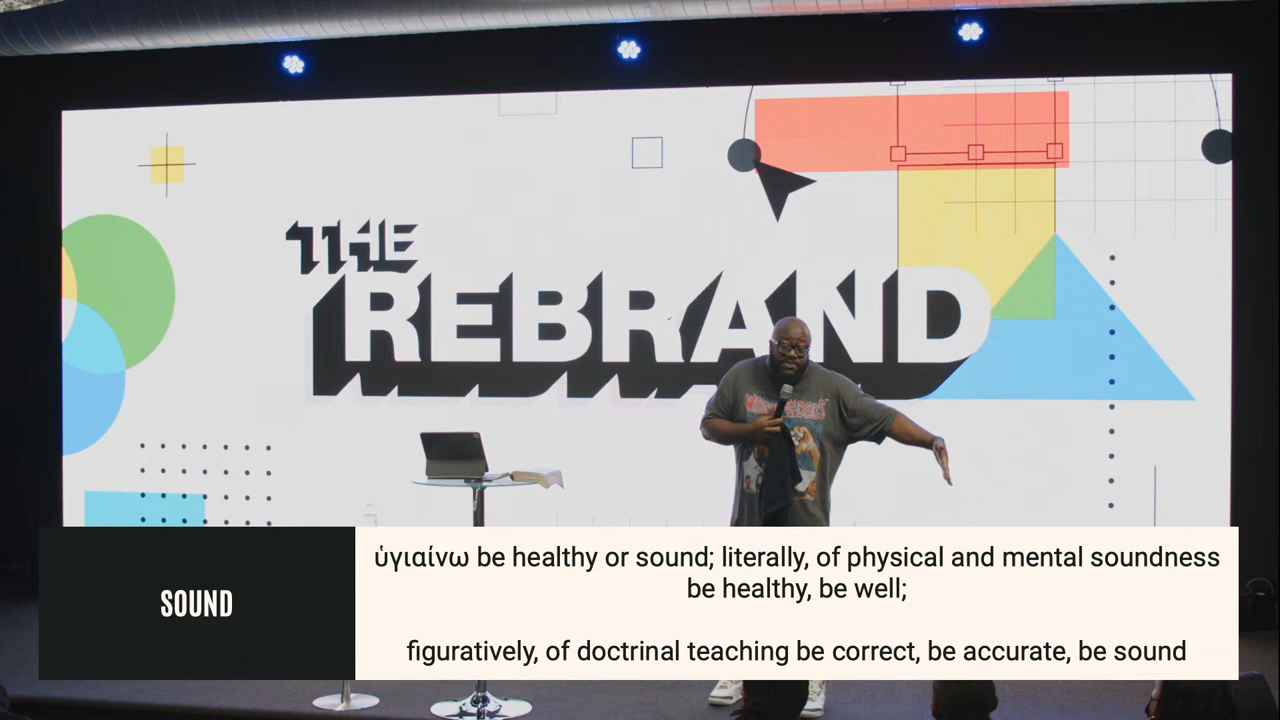 THE
REBRAND
SOUND
ὑγιαίνω be healthy or sound; literally, of physical and mental soundness
be healthy, be well;
figuratively, of doctrinal teaching be correct, be accurate, be sound